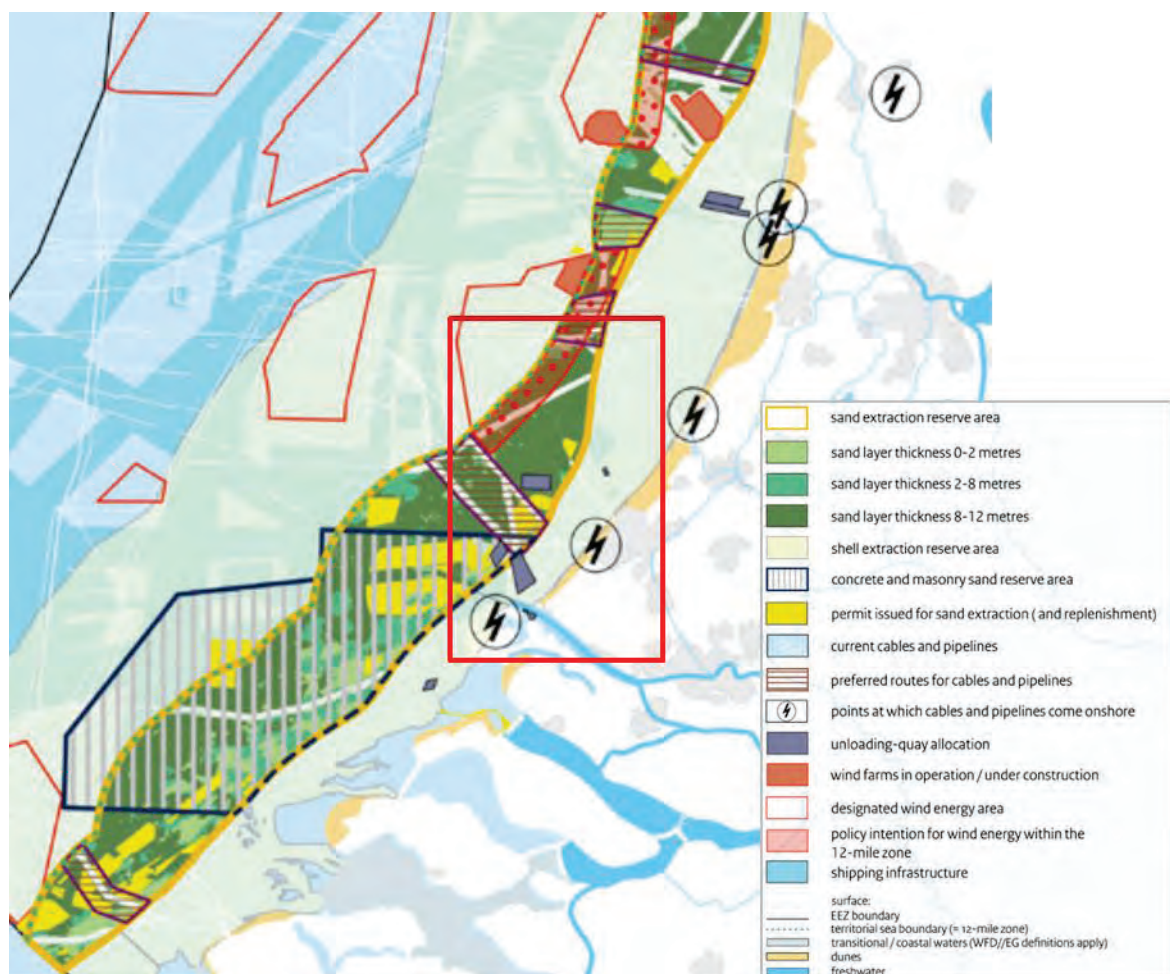 sand extraction reserve area
sand layer thickness 0-2 metres
sand layer thickness 2-8 metres
sand layer thickness 8-12 metres
shell extraction reserve area
concrete and masonry sand reserve area
permit issued for sand extraction ( and replenishment)
current cables and pipelines
preferred routes for cables and pipelines
points at which cables and pipelines come onshore
unloading-quay allocation
wind farms in operation / under construction
designated wind energy area
policy intention for wind energy within the
12-mile zone
shipping infrastructure
surface:
EEZ boundary
territorial sea boundary (= 12-mile zone)
transitional / coastal waters (WFD//EG definitions apply)
dunes
freshwater